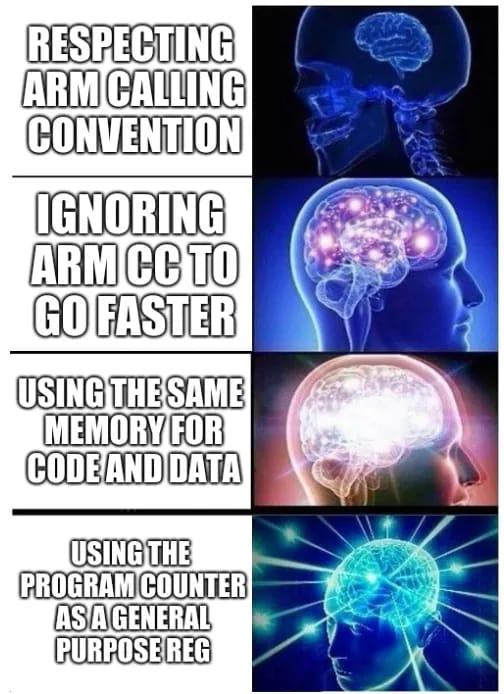 RESPECTING
ARM CALLING
CONVENTION
IGNORING
ARM CC TO
GO FASTER
USING THE SAME
MEMORY FOR
CODE AND DATA
USING THE
PROGRAM COUNTER
AS A GENERAL
PURPOSE REG